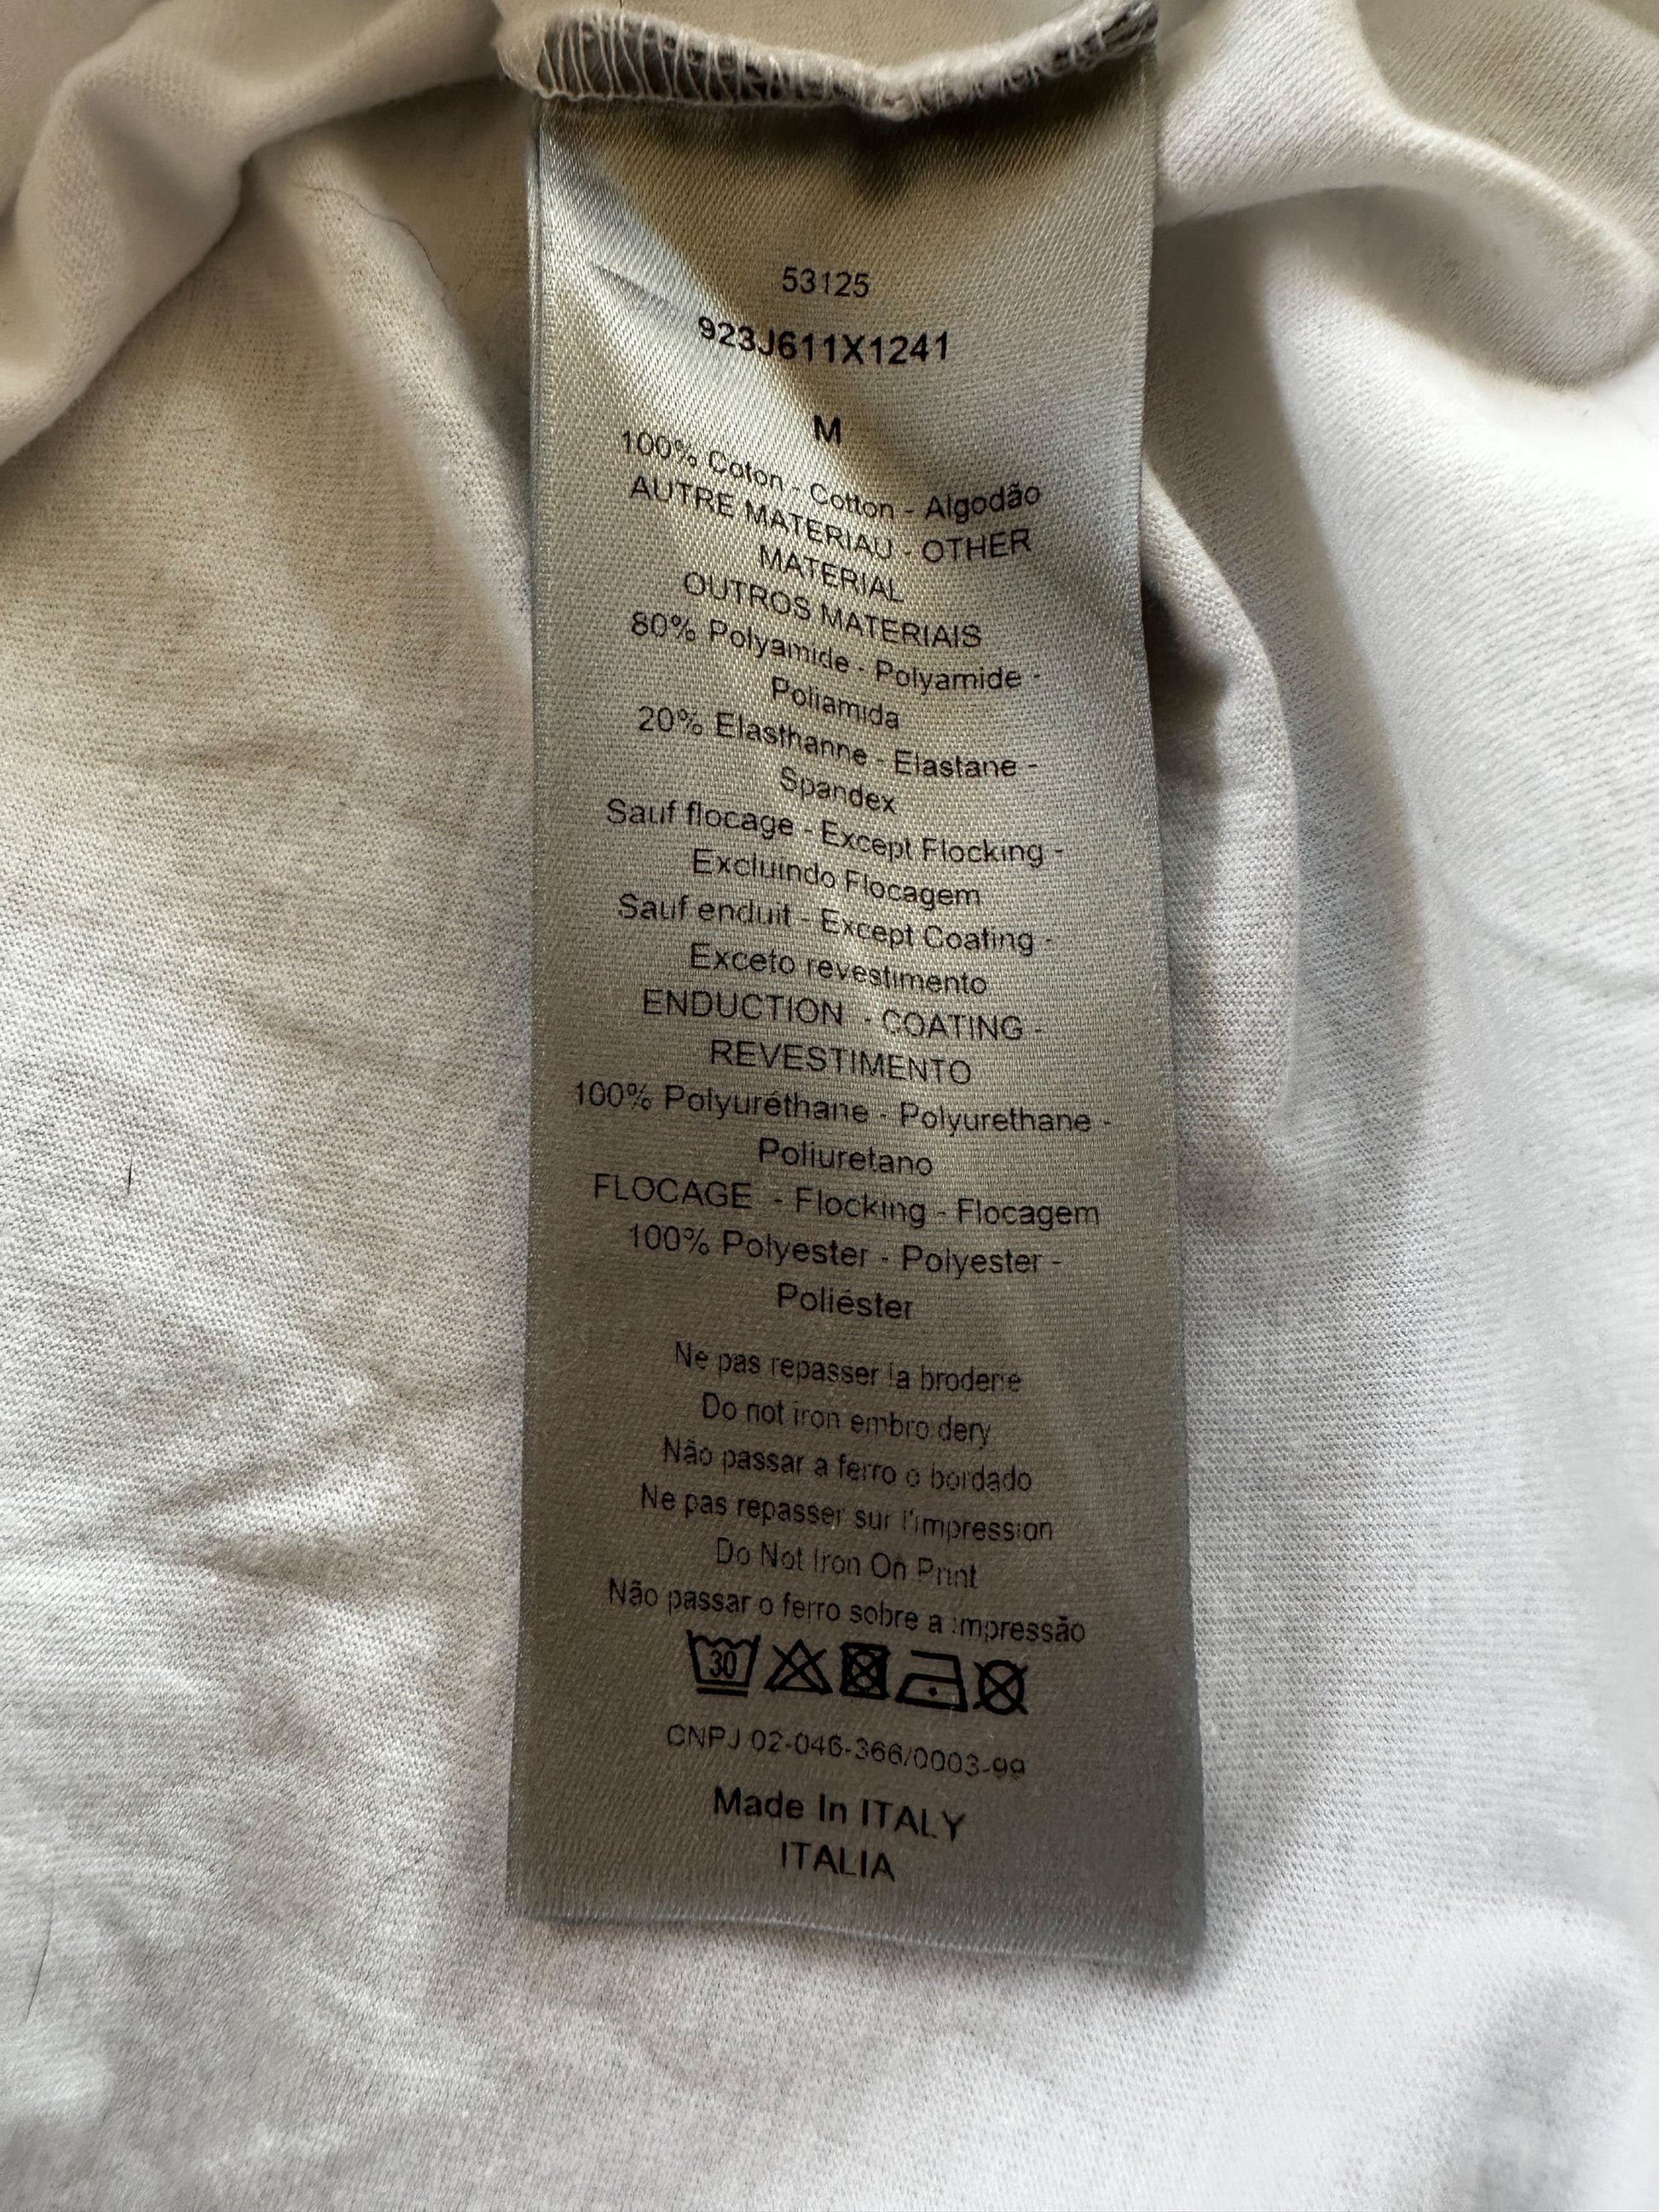 53125
923J611X1241
M
100% Coton - Cotton - Algodão
AUTRE MATERIAU - OTHER
MATERIAL
OUTROS MATERIAIS
80% Polyamide - Polyamide -
Poliamida
20% Elasthanne - Elastane -
Spandex
Sauf flocage - Except Flocking -
Excluindo Flocagem
Sauf enduit - Except Coating -
Exceto revestimento
ENDUCTION - COATING -
REVESTIMENTO
100% Polyuréthane - Polyurethane -
Poliuretano
FLOCAGE - Flocking - Flocagem
100% Polyester - Polyester -
Poliéster
Ne pas repasser la broderie
Do not iron embroidery
Não passar a ferro o bordado
Ne pas repasser sur l'impression
Do Not Iron On Print
Não passar o ferro sobre a impressão
30
CNPJ 02-046-366/0003-99
Made In ITALY
ITALIA